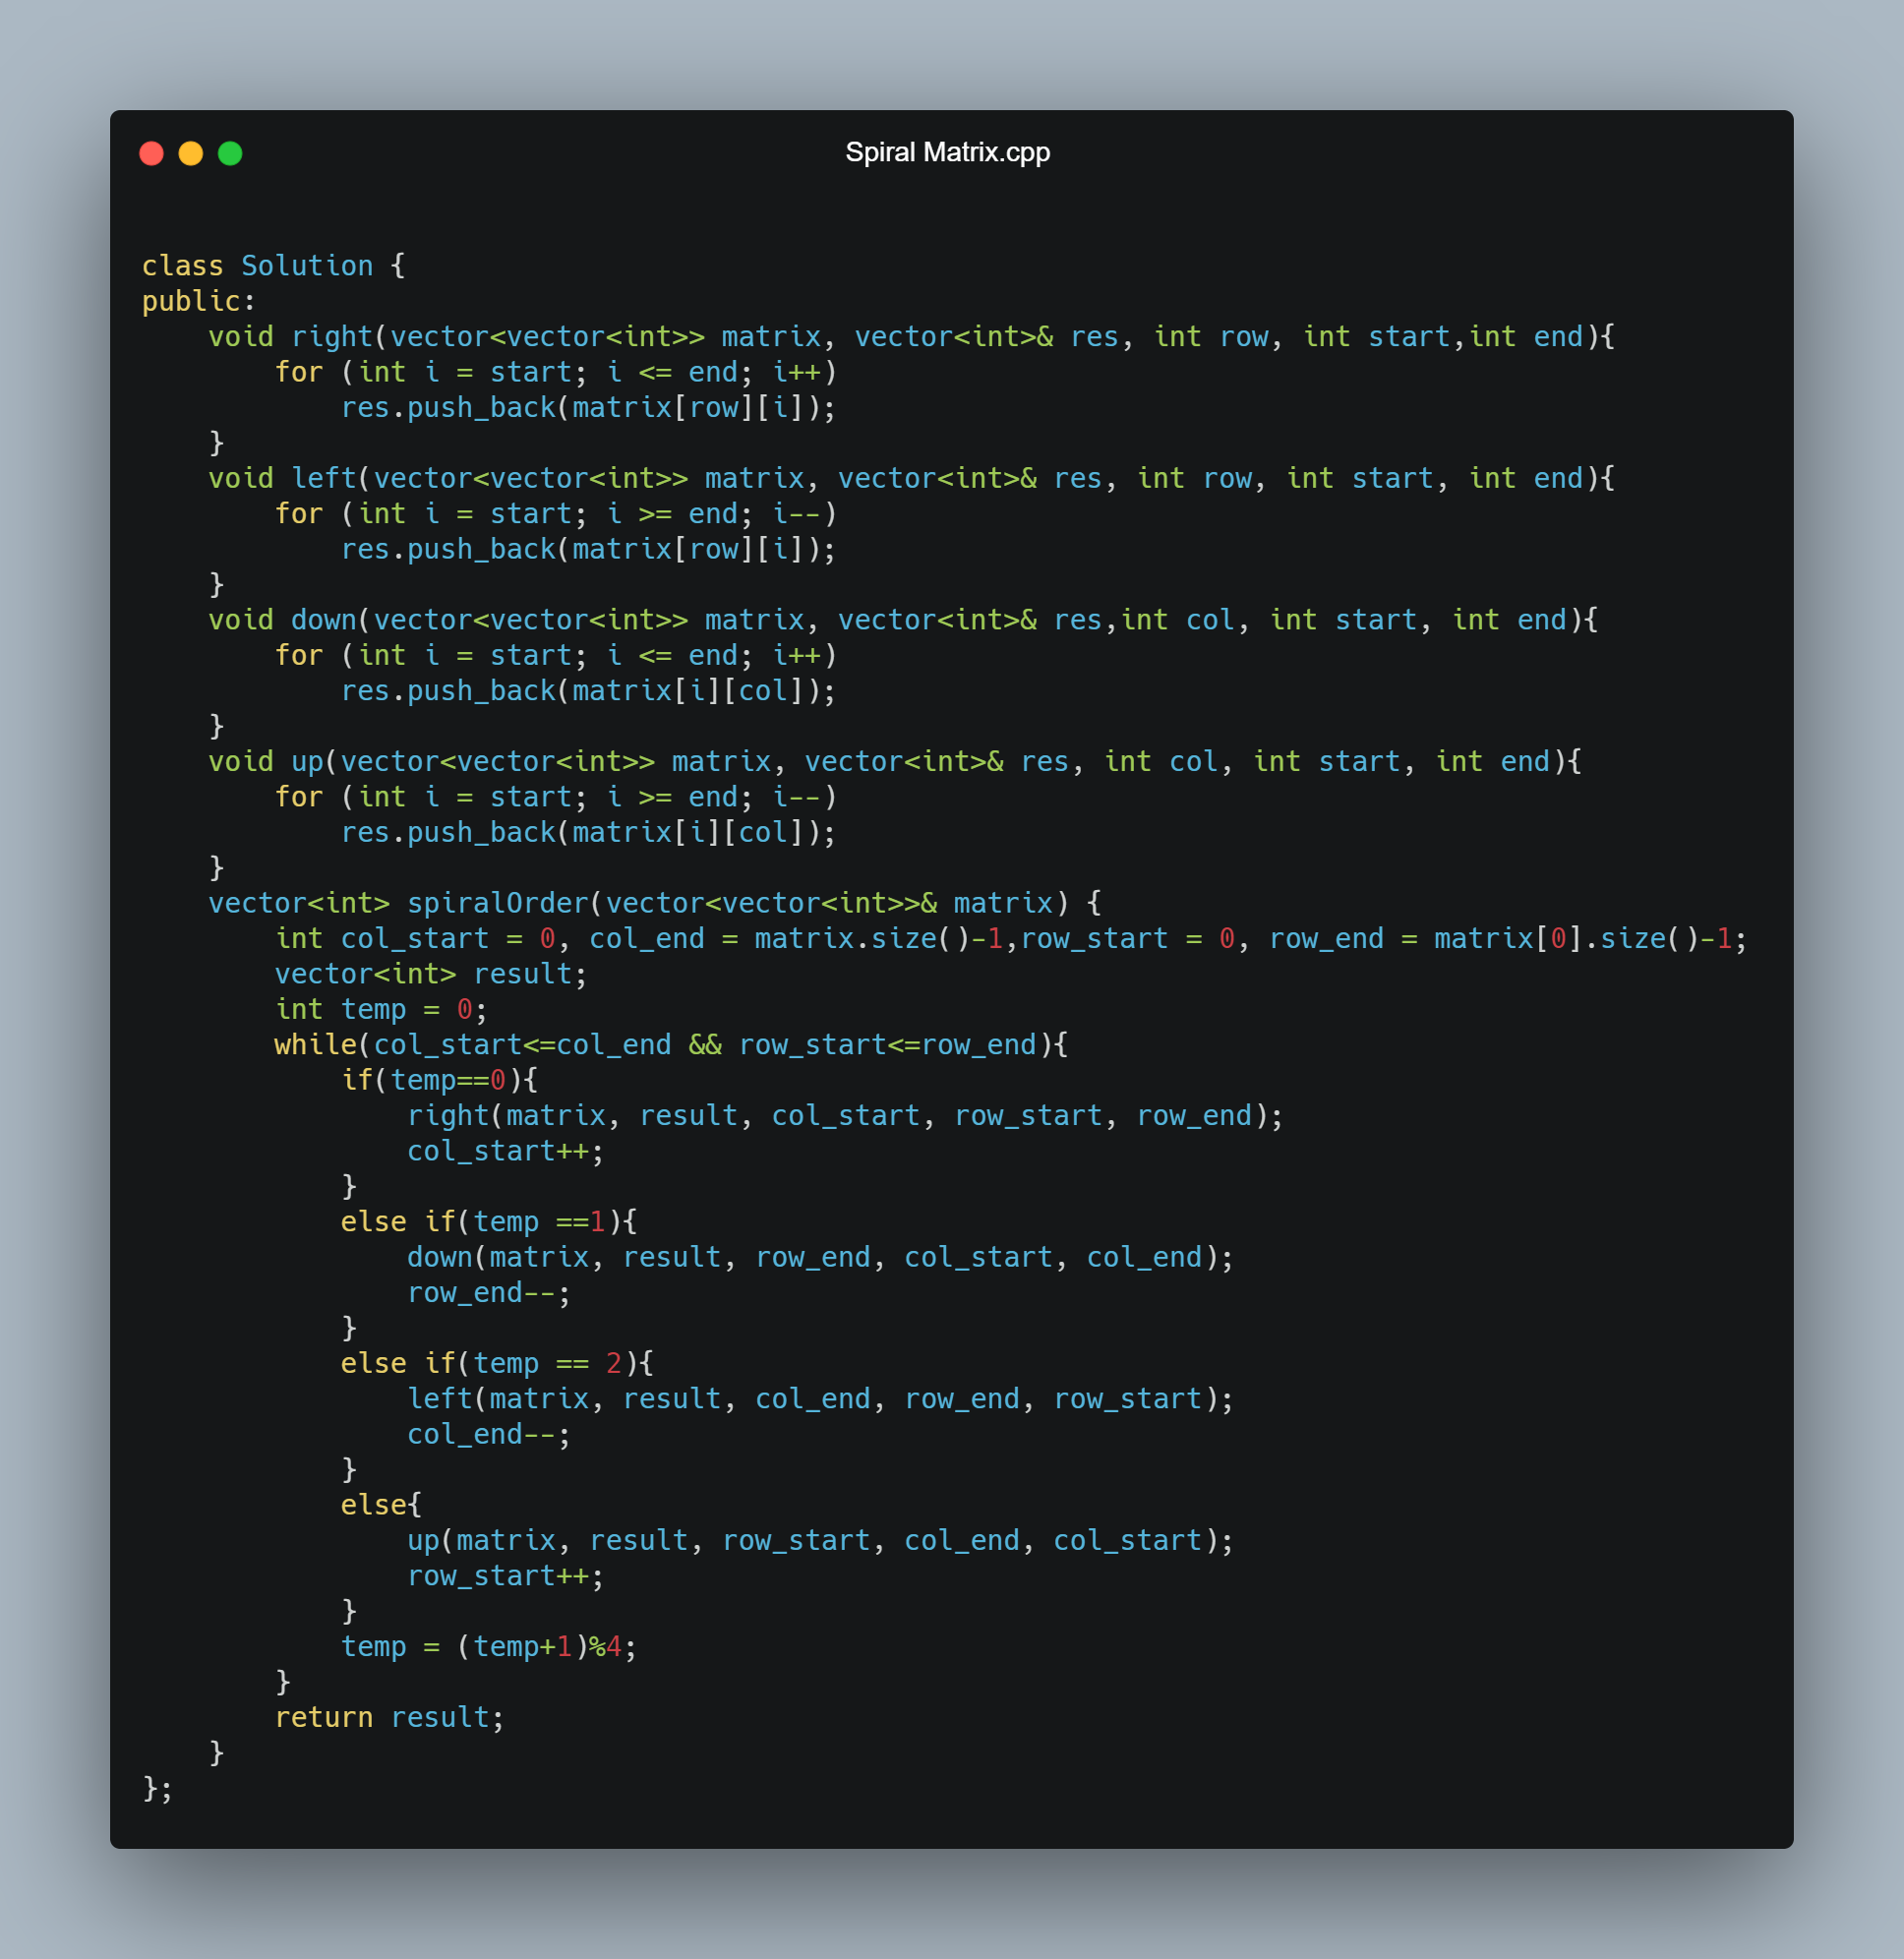 Spiral Matrix.cpp
class Solution {
public:
    void right(vector<vector<int>> matrix, vector<int>& res, int row, int start,int end){
        for (int i = start; i <= end; i++)
            res.push_back(matrix[row][i]);
    }
    void left(vector<vector<int>> matrix, vector<int>& res, int row, int start, int end){
        for (int i = start; i >= end; i--)
            res.push_back(matrix[row][i]);
    }
    void down(vector<vector<int>> matrix, vector<int>& res,int col, int start, int end){
        for (int i = start; i <= end; i++)
            res.push_back(matrix[i][col]);
    }
    void up(vector<vector<int>> matrix, vector<int>& res, int col, int start, int end){
        for (int i = start; i >= end; i--)
            res.push_back(matrix[i][col]);
    }
    vector<int> spiralOrder(vector<vector<int>>& matrix) {
        int col_start = 0, col_end = matrix.size()-1,row_start = 0, row_end = matrix[0].size()-1;
        vector<int> result;
        int temp = 0;
        while(col_start<=col_end && row_start<=row_end){
            if(temp==0){
                right(matrix, result, col_start, row_start, row_end);
                col_start++;
            }
            else if(temp ==1){
                down(matrix, result, row_end, col_start, col_end);
                row_end--;
            }
            else if(temp == 2){
                left(matrix, result, col_end, row_end, row_start);
                col_end--;
            }
            else{
                up(matrix, result, row_start, col_end, col_start);
                row_start++;
            }
            temp = (temp+1)%4;
        }
        return result;
    }
};